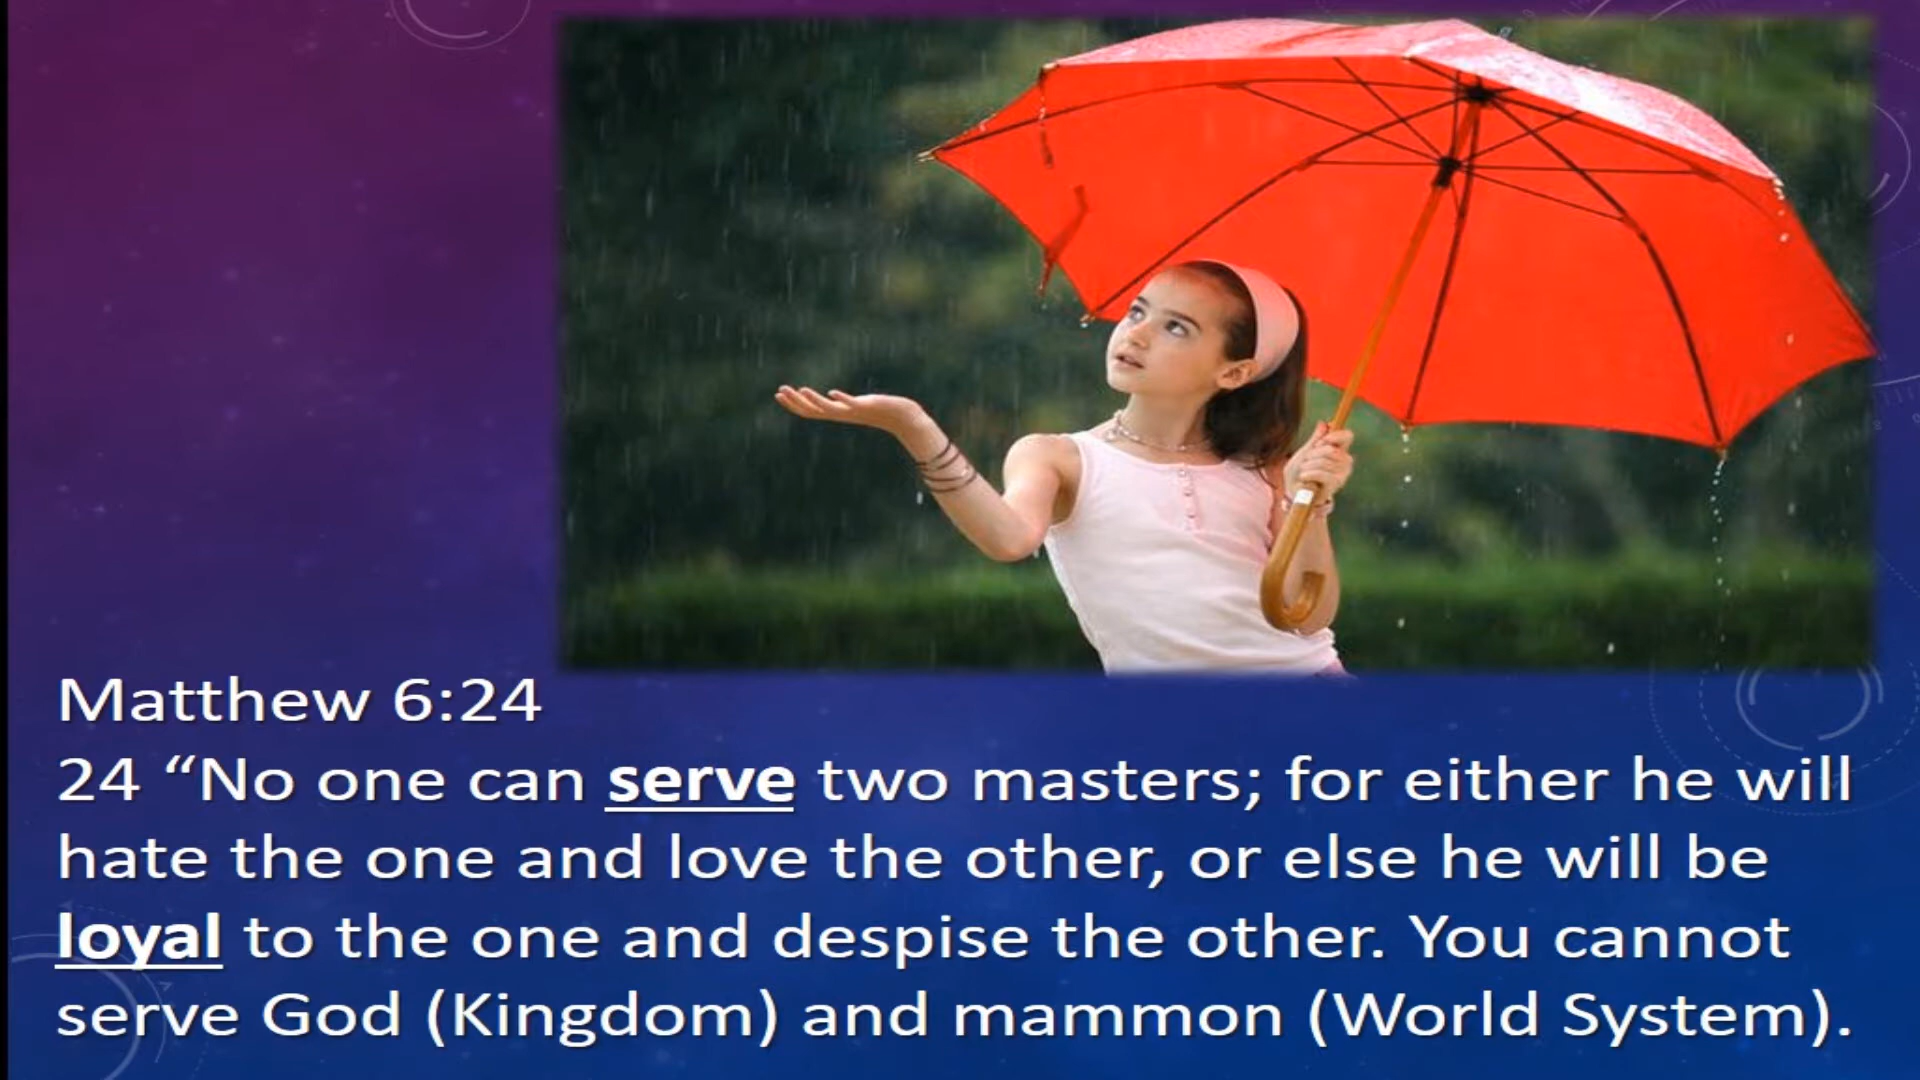 Matthew 6:24
24 “No one can serve two masters; for either he will
hate the one and love the other, or else he will be
loyal to the one and despise the other. You cannot
serve God (Kingdom) and mammon (World System).